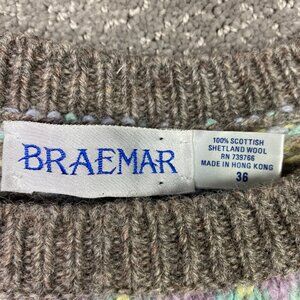 BRAEMAR
100% SCOTTISH
SHETLAND WOOL
RN 739766
MADE IN HONG KONG
36